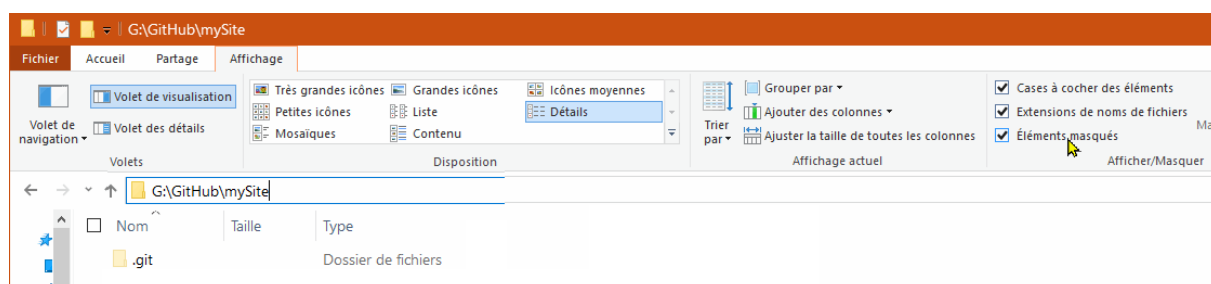 G:\GitHub\mySite
Fichier Accueil Partage Affichage
Volet de navigation
Volet de visualisation
Volet des détails
Volets
Très grandes icônes Grandes icônes Icônes moyennes
Petites icônes Liste Détails
Mosaïques Contenu
Disposition
Trier par
Grouper par
Ajouter des colonnes
Ajuster la taille de toutes les colonnes
Affichage actuel
Cases à cocher des éléments
Extensions de noms de fichiers
Éléments masqués
Ma
Afficher/Masquer
G:\GitHub\mySite
Nom Taille Type
.git Dossier de fichiers